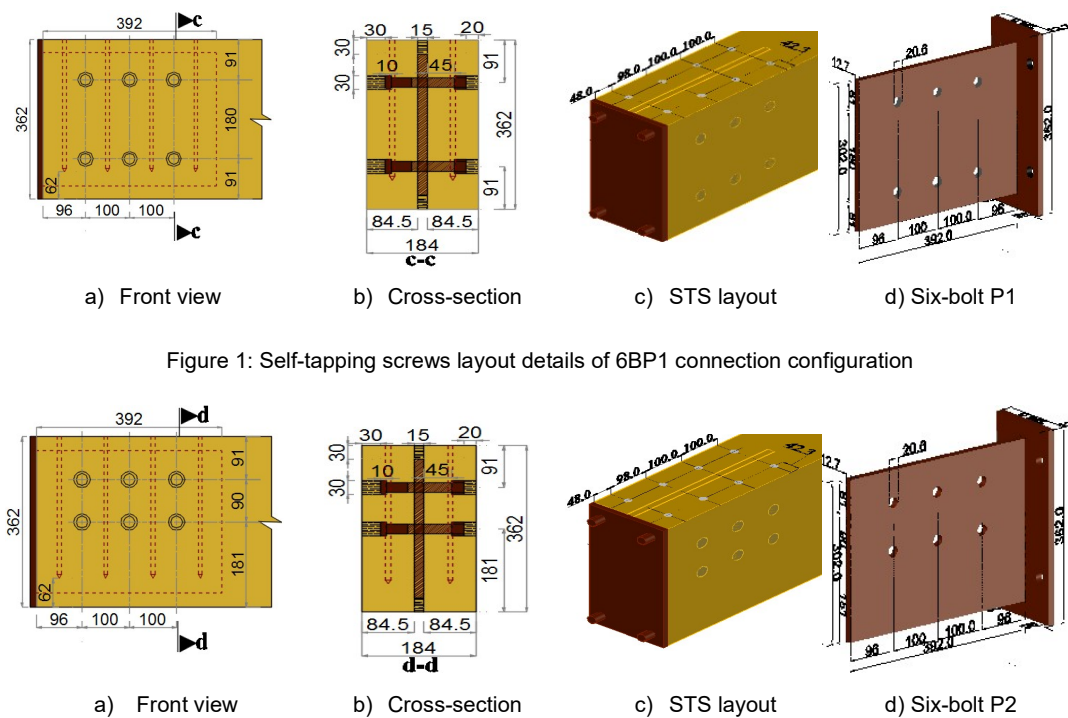 392
c
362
91
180
91
62
96 100 100
c
30 15 20
30
30
10 45
91
362
91
84.5 84.5
184
c-c
48.0 98.0 100.0 100.0
42.3
12.7
20.6
302.0
362.0
96 100 100.0 96
392.0
a) Front view
b) Cross-section
c) STS layout
d) Six-bolt P1
Figure 1: Self-tapping screws layout details of 6BP1 connection configuration
392
d
362
91
90
181
62
96 100 100
d
30 15 20
30
30
10 45
91
362
181
84.5 84.5
184
d-d
48.0 98.0 100.0 100.0
42.3
12.7
20.6
302.0
362.0
96 100 100.0 96
392.0
a) Front view
b) Cross-section
c) STS layout
d) Six-bolt P2